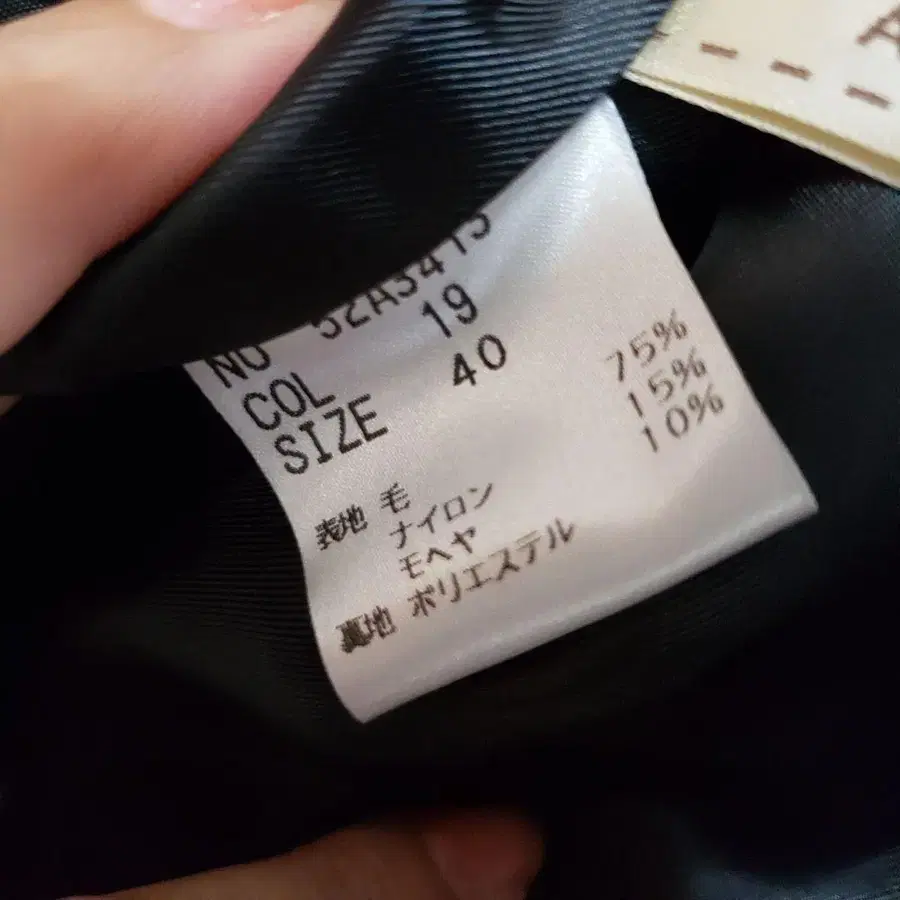 NO 52A3415
COL 19
SIZE 40
表地 毛 75%
ナイロン 15%
モヘヤ 10%
裏地 ポリエステル
A